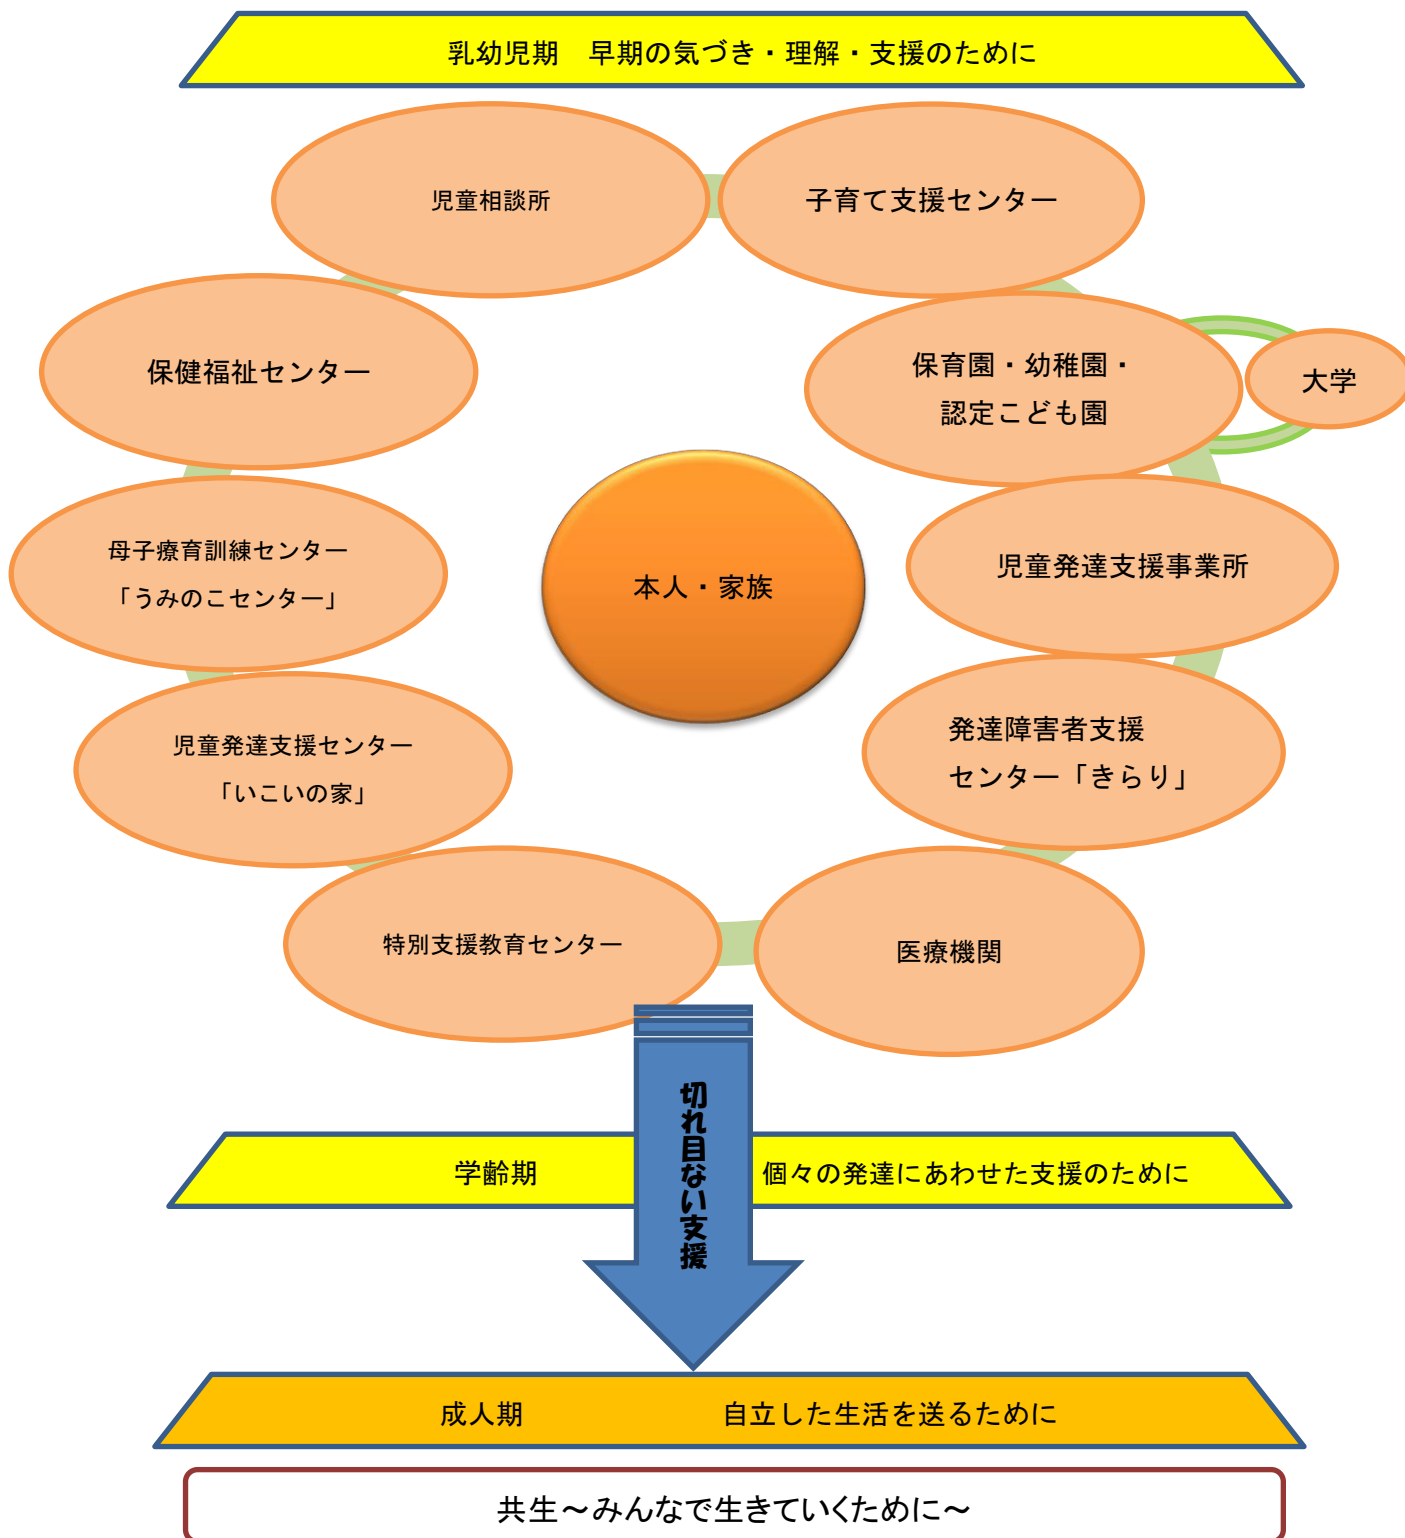 乳幼児期　早期の気づき・理解・支援のために
児童相談所
子育て支援センター
保健福祉センター
保育園・幼稚園・
認定こども園
大学
本人・家族
母子療育訓練センター
「うみのこセンター」
児童発達支援事業所
児童発達支援センター
「いこいの家」
発達障害者支援
センター「きらり」
特別支援教育センター
医療機関
切れ目ない支援
学齢期　個々の発達にあわせた支援のために
成人期　自立した生活を送るために
共生～みんなで生きていくために～